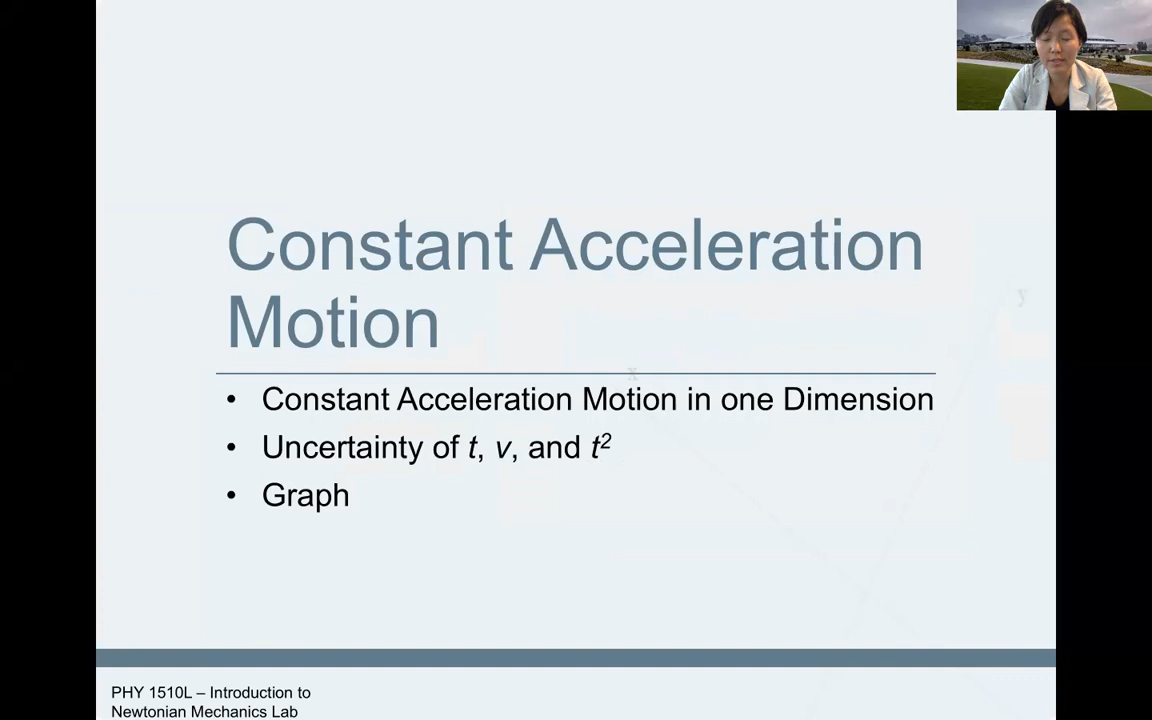 Constant Acceleration
Motion
• Constant Acceleration Motion in one Dimension
• Uncertainty of t, v, and t²
• Graph
y
x
PHY 1510L – Introduction to
Newtonian Mechanics Lab